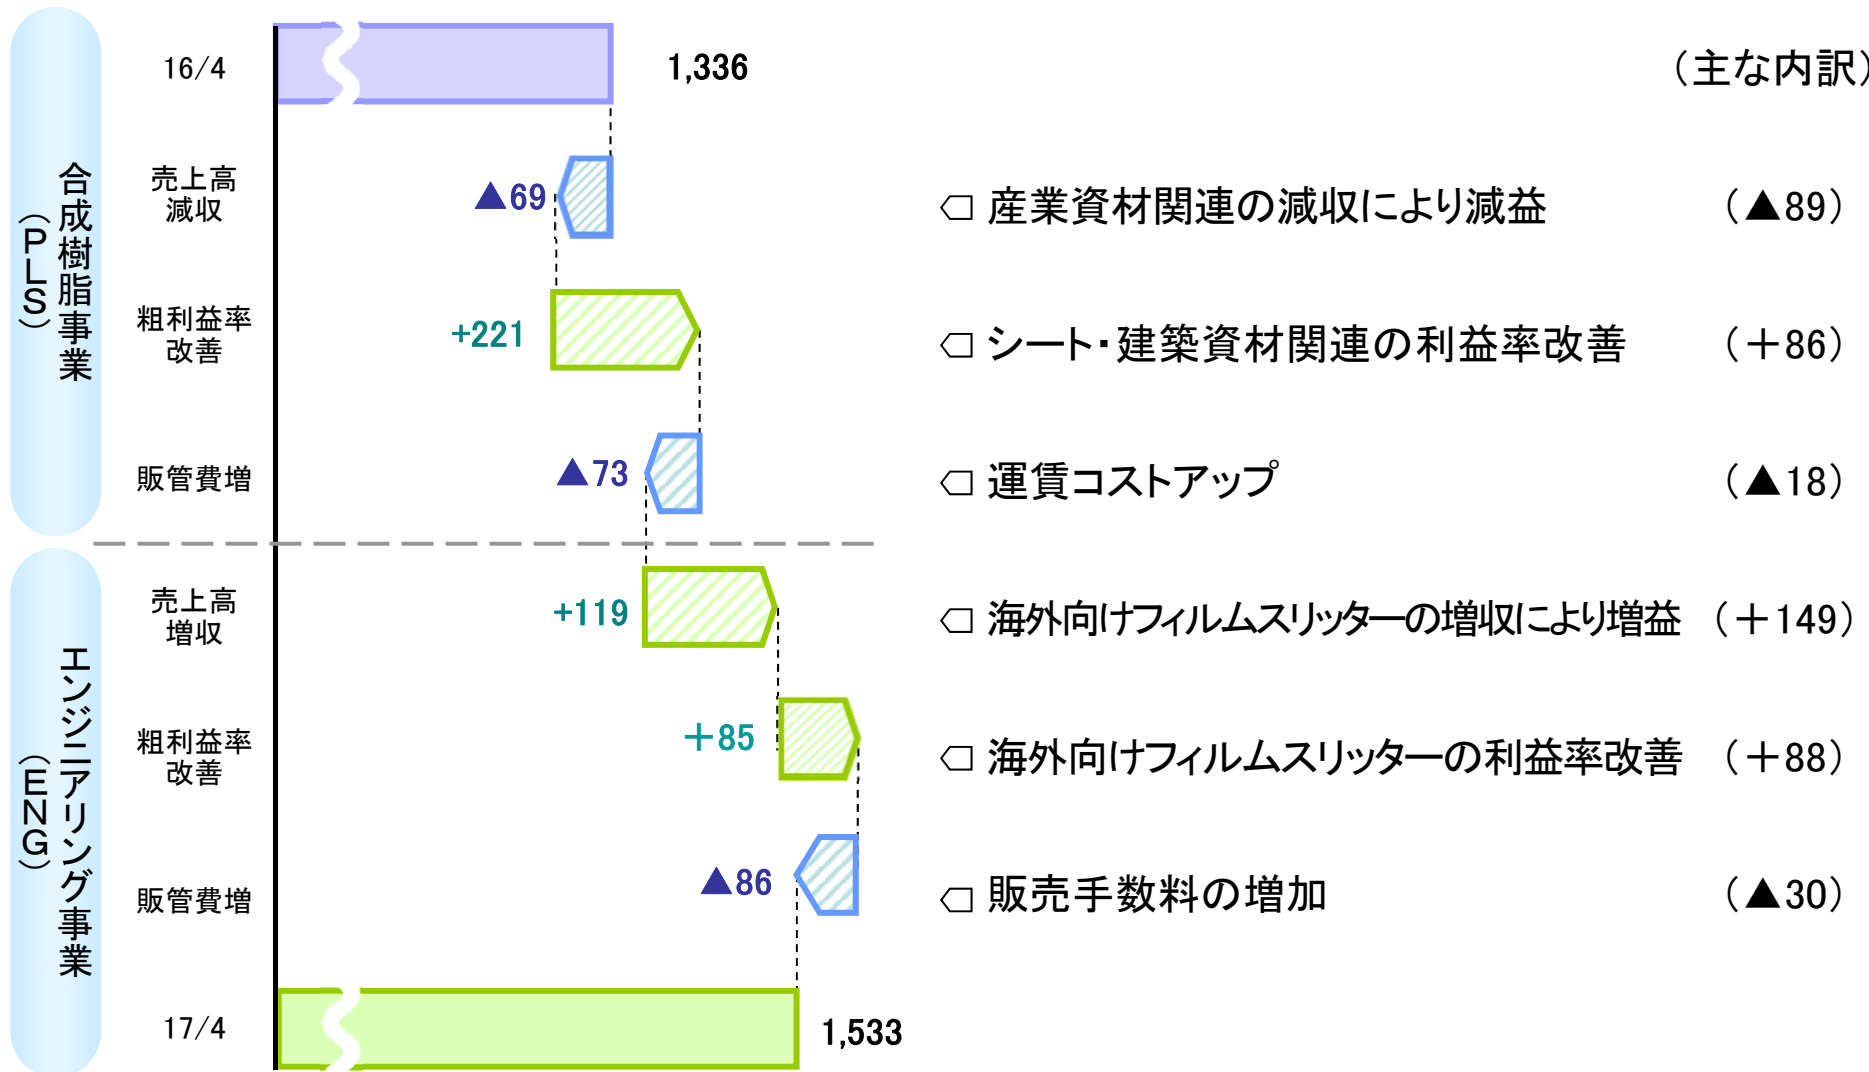 合成樹脂事業
（PLS）
16/4
1,336
（主な内訳）
売上高
減収
▲69
産業資材関連の減収により減益
（▲89）
粗利益率
改善
+221
シート・建築資材関連の利益率改善
（＋86）
販管費増
▲73
運賃コストアップ
（▲18）
エンジニアリング事業
（ENG）
売上高
増収
+119
海外向けフィルムスリッターの増収により増益
（＋149）
粗利益率
改善
＋85
海外向けフィルムスリッターの利益率改善
（＋88）
販管費増
▲86
販売手数料の増加
（▲30）
17/4
1,533